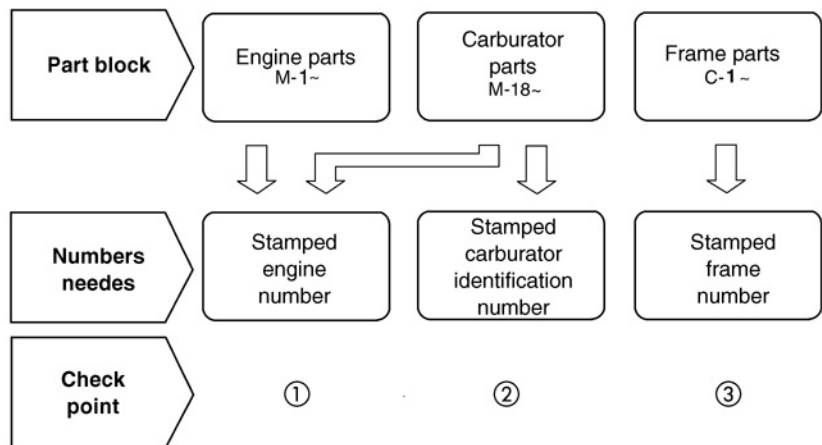 Part block
Engine parts
M-1~
Carburator
parts
M-18~
Frame parts
C-1 ~
Numbers
needes
Stamped
engine
number
Stamped
carburator
identification
number
Stamped
frame
number
Check
point
①
②
③